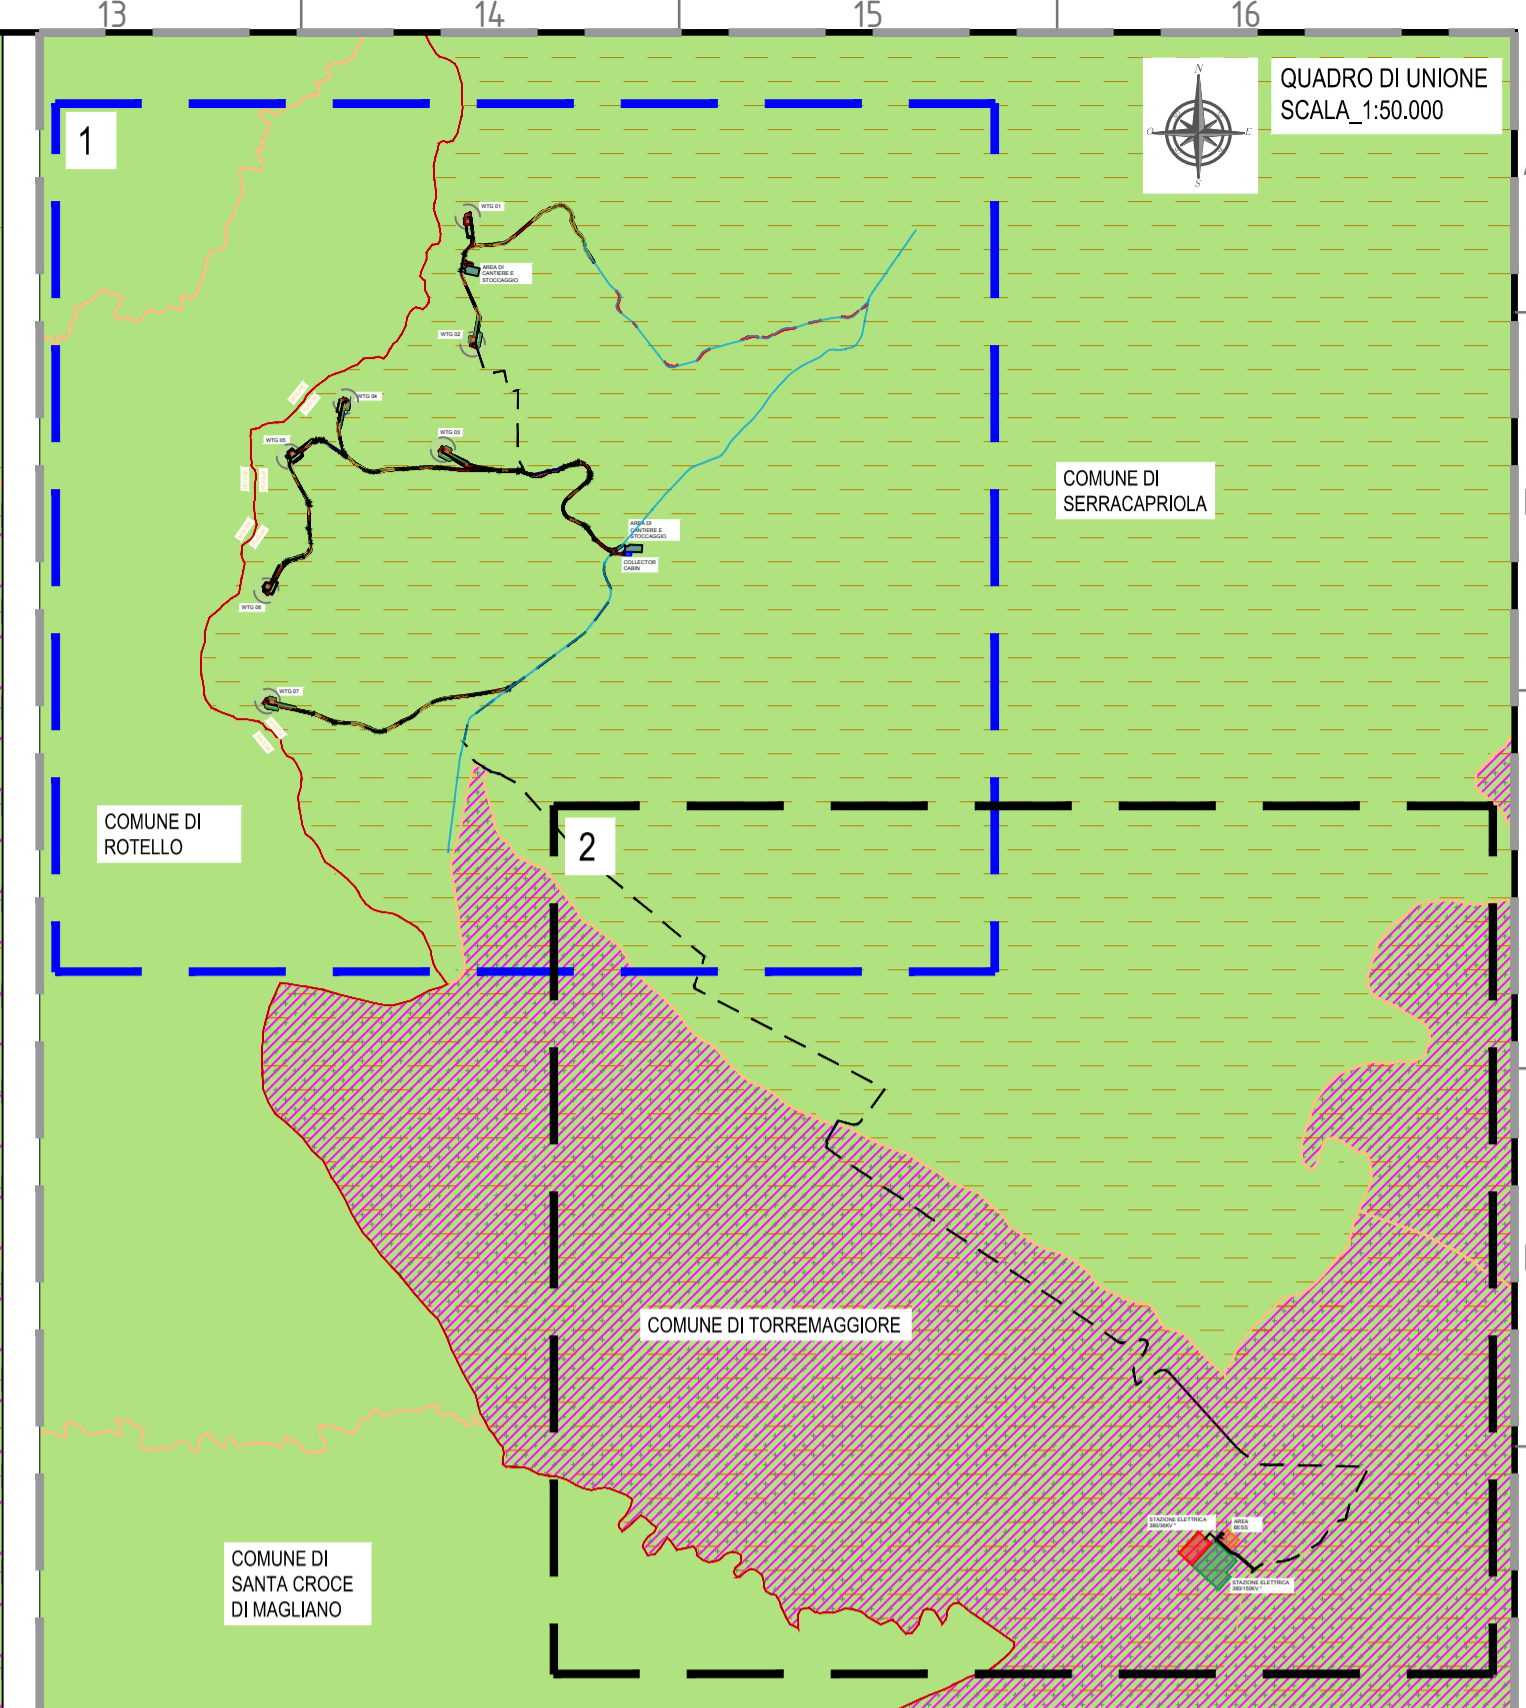 13
14
15
16
QUADRO DI UNIONE
SCALA_1:50.000
N
O
E
S
1
WTG 01
AREA DI
CANTIERE E
STOCCAGGIO
WTG 02
WTG 04
WTG 03
WTG 05
COMUNE DI
SERRACAPRIOLA
AREA DI
CANTIERE E
STOCCAGGIO
COLLECTOR
CABIN
WTG 06
WTG 07
COMUNE DI
ROTELLO
2
COMUNE DI TORREMAGGIORE
STAZIONE ELETTRICA
AREA
BESS
COMUNE DI
SANTA CROCE
DI MAGLIANO
STAZIONE ELETTRICA
380/150KV *